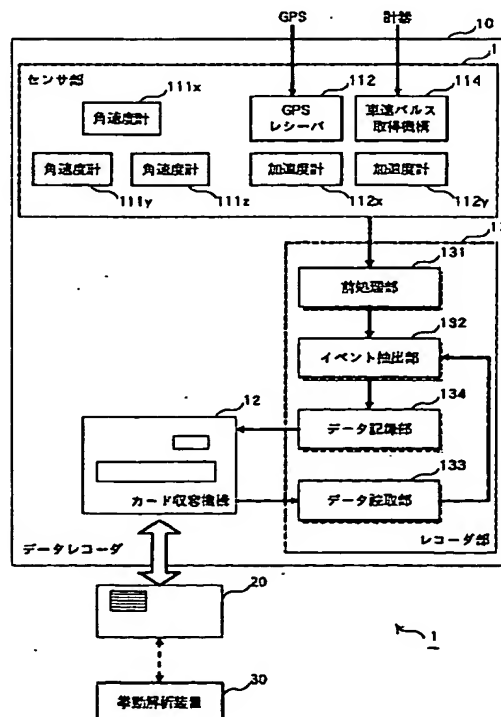 GPS
計器
10
1
センサ部
111x
角速度計
112
GPS
レシーバ
114
車速パルス
取得機構
角速度計
111y
角速度計
111z
加速度計
112x
加速度計
112y
1
131
前処理部
132
イベント抽出部
134
データ記録部
12
カード収容機構
133
データ読取部
データレコーダ
レコーダ部
20
1
30
挙動解析装置